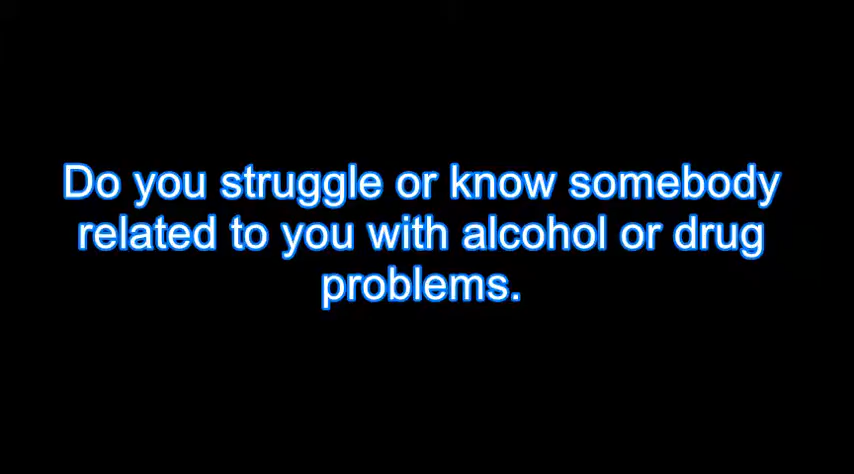 Do you struggle or know somebody
related to you with alcohol or drug
problems.